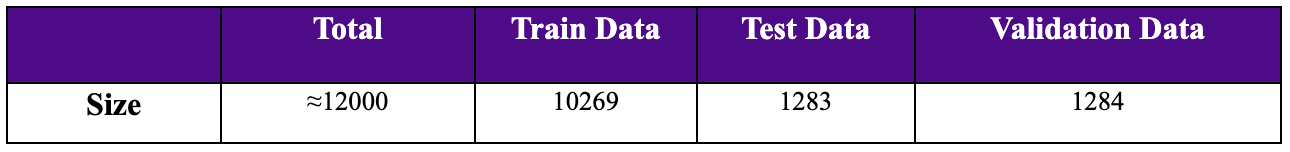 Total Train Data Test Data Validation Data
Size ≈12000 10269 1283 1284